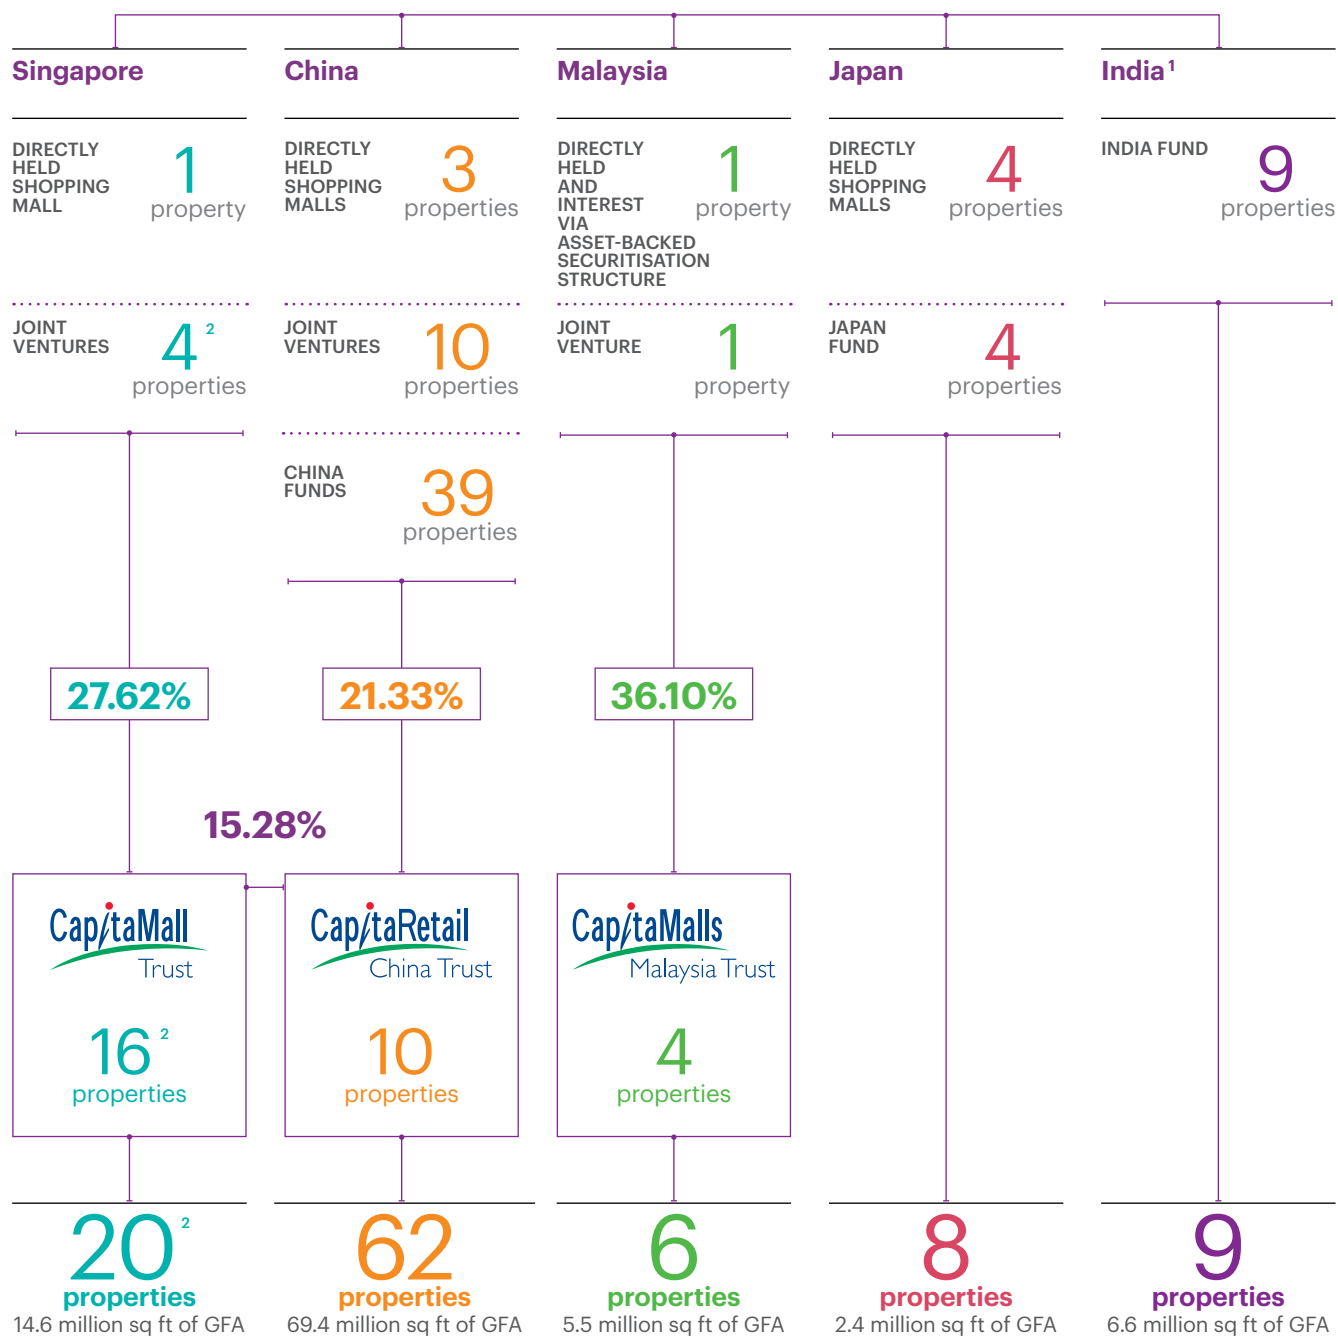 Singapore
DIRECTLY
HELD
SHOPPING
MALL
1
property
JOINT
VENTURES
4 2
properties
27.62%
CapitaMall
Trust
16 2
properties
20 2
properties
14.6 million sq ft of GFA
15.28%
China
DIRECTLY
HELD
SHOPPING
MALLS
3
properties
JOINT
VENTURES
10
properties
CHINA
FUNDS
39
properties
21.33%
CapitaRetail
China Trust
10
properties
62
properties
69.4 million sq ft of GFA
Malaysia
DIRECTLY
HELD
AND
INTEREST
VIA
ASSET-BACKED
SECURITISATION
STRUCTURE
1
property
JOINT
VENTURE
1
property
36.10%
CapitaMalls
Malaysia Trust
4
properties
6
properties
5.5 million sq ft of GFA
Japan
DIRECTLY
HELD
SHOPPING
MALLS
4
properties
JAPAN
FUND
4
properties
8
properties
2.4 million sq ft of GFA
India 1
INDIA FUND
9
properties
9
properties
6.6 million sq ft of GFA